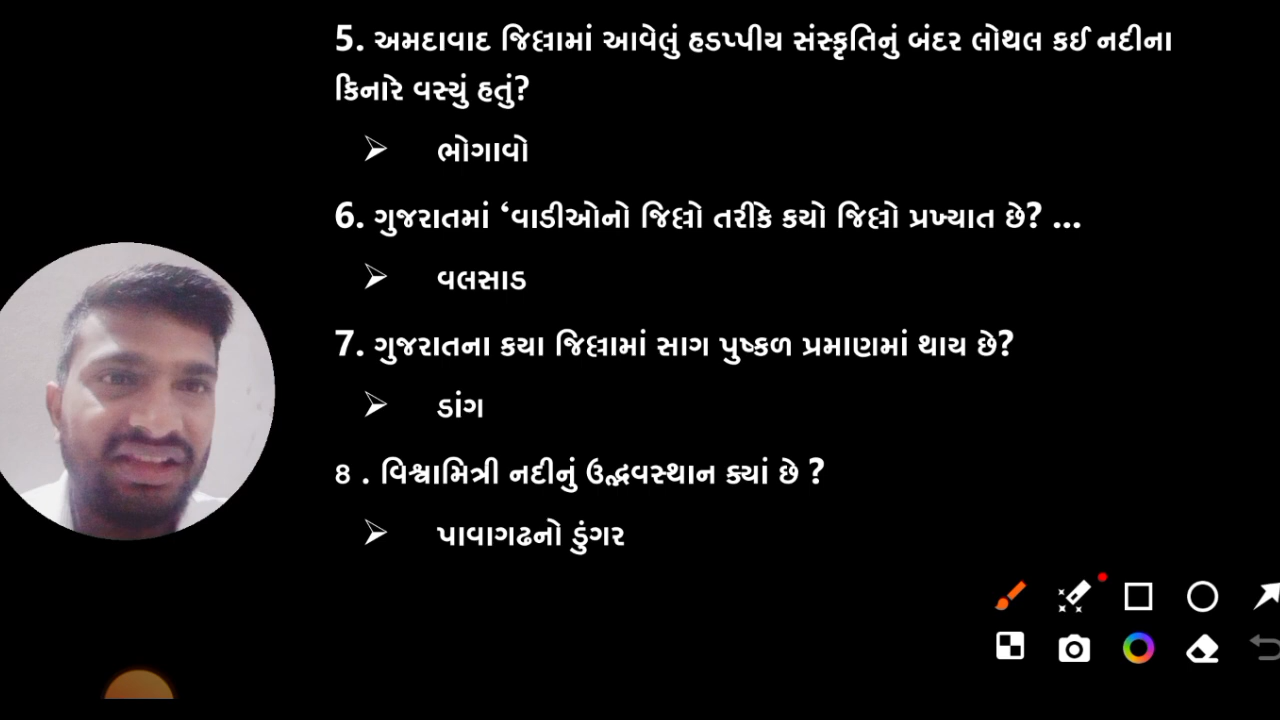 5. અમદાવાદ જિલ્લામાં આવેલું હડપ્પીય સંસ્કૃતિનું બંદર લોથલ કઈ નદીના
કિનારે વસ્યું હતું?
➢ ભોગાવો
6. ગુજરાતમાં ‘વાડીઓનો જિલ્લો તરીકે કયો જિલ્લો પ્રખ્યાત છે? ...
➢ વલસાડ
7. ગુજરાતના કયા જિલ્લામાં સાગ પુષ્કળ પ્રમાણમાં થાય છે?
➢ ડાંગ
8 . વિશ્વામિત્રી નદીનું ઉદ્ભવસ્થાન ક્યાં છે ?
➢ પાવાગઢનો ડુંગર